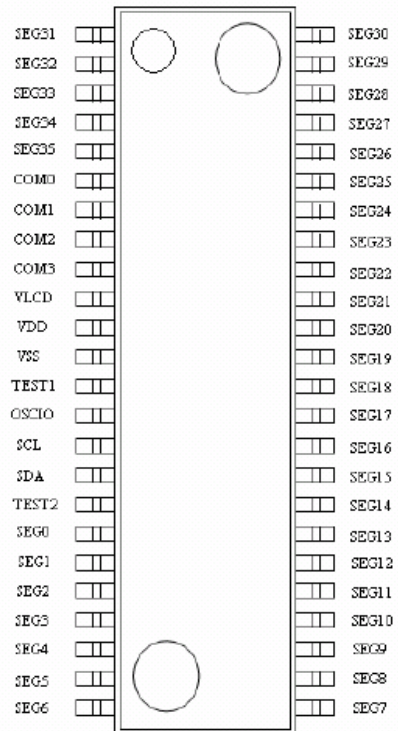 SEG31 SEG30
SEG32 SEG29
SEG33 SEG28
SEG34 SEG27
SEG35 SEG26
COM0 SEG25
COM1 SEG24
COM2 SEG23
COM3 SEG22
VLCD SEG21
VDD SEG20
VSS SEG19
TEST1 SEG18
OSCIO SEG17
SCL SEG16
SDA SEG15
TEST2 SEG14
SEG0 SEG13
SEG1 SEG12
SEG2 SEG11
SEG3 SEG10
SEG4 SEG9
SEG5 SEG8
SEG6 SEG7